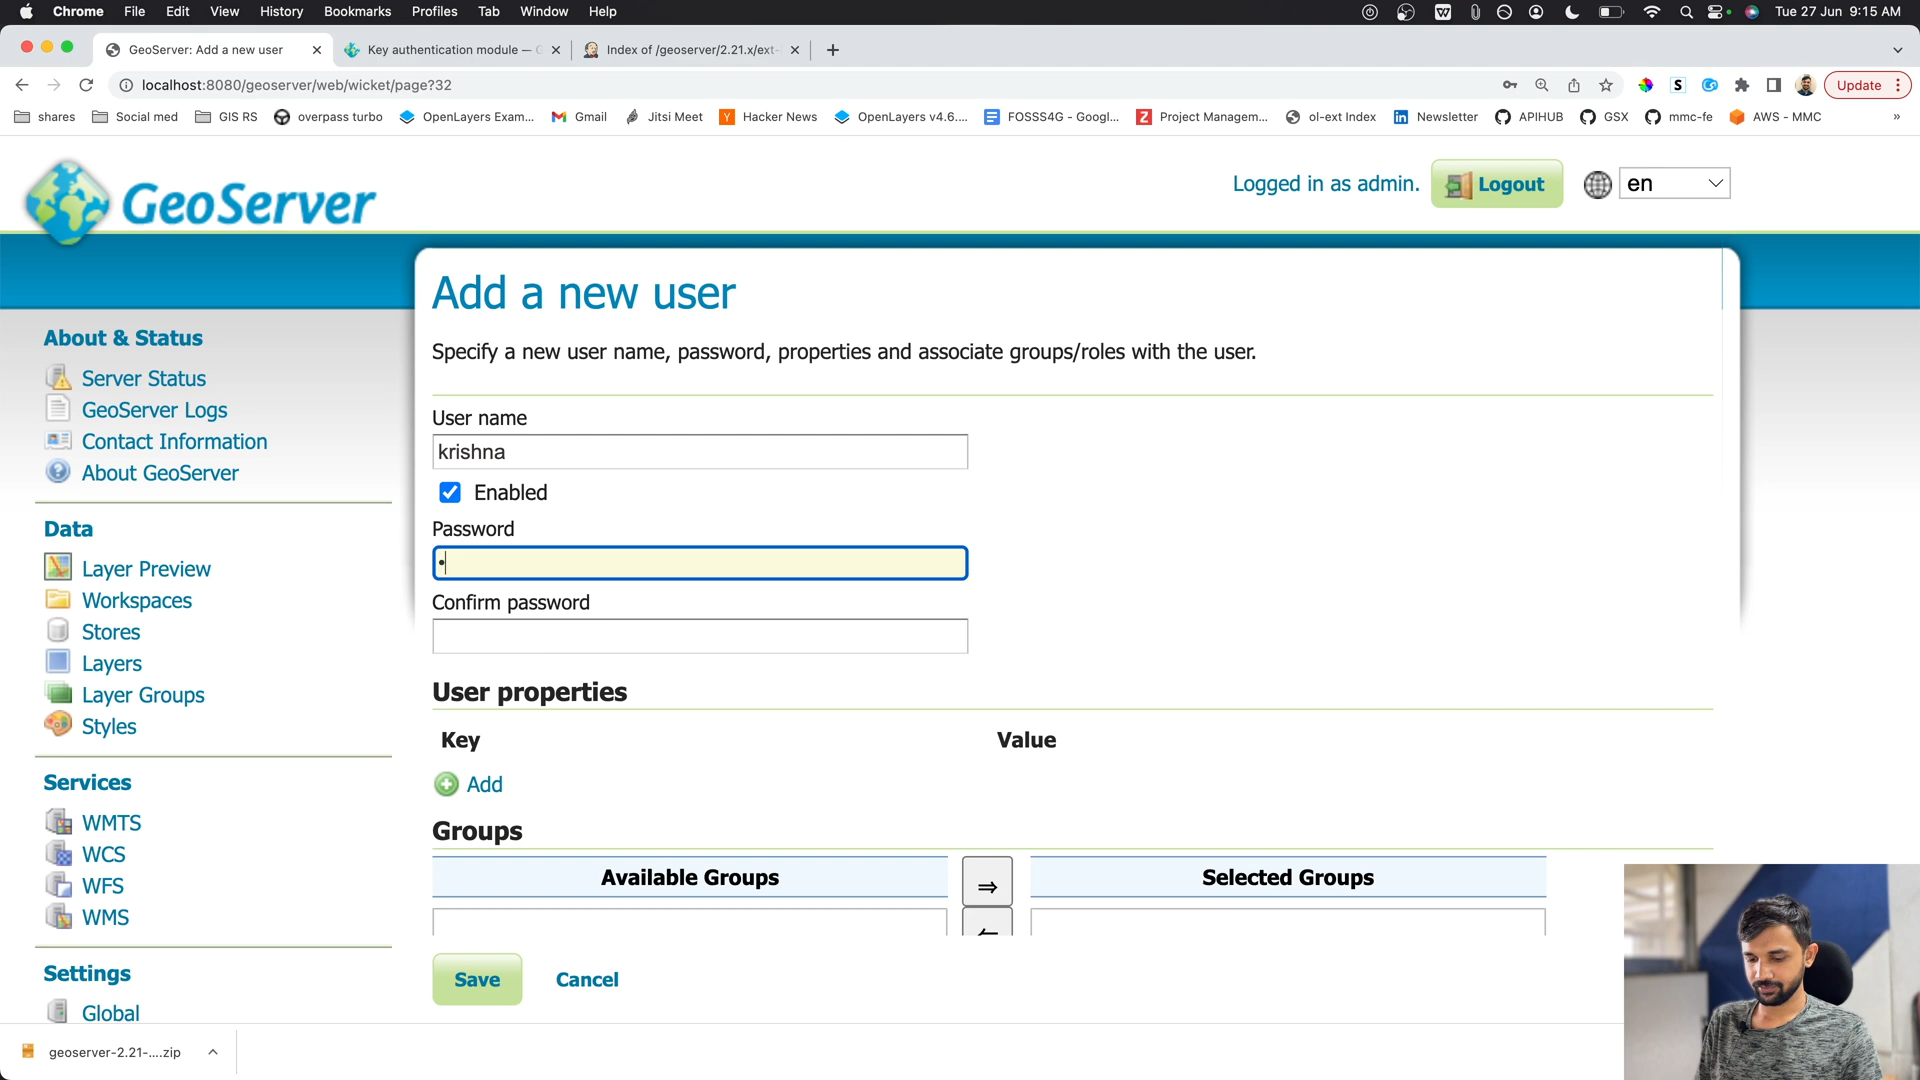 Chrome File Edit View History Bookmarks Profiles Tab Window Help Tue 27 Jun 9:15 AM
GeoServer: Add a new user Key authentication module — G Index of /geoserver/2.21.x/ext-
localhost:8080/geoserver/web/wicket/page?32 S Update
shares Social med GIS RS overpass turbo OpenLayers Exam... Gmail Jitsi Meet Hacker News OpenLayers v4.6.... FOSSS4G - Googl... Project Managem... ol-ext Index Newsletter APIHUB GSX mmc-fe AWS - MMC »
GeoServer
Logged in as admin. Logout en
Add a new user
Specify a new user name, password, properties and associate groups/roles with the user.
User name
krishna
Enabled
Password
•
Confirm password
User properties
Key Value
Add
Groups
Available Groups ⇒ Selected Groups
Save Cancel
About & Status
Server Status
GeoServer Logs
Contact Information
About GeoServer
Data
Layer Preview
Workspaces
Stores
Layers
Layer Groups
Styles
Services
WMTS
WCS
WFS
WMS
Settings
Global
geoserver-2.21-....zip